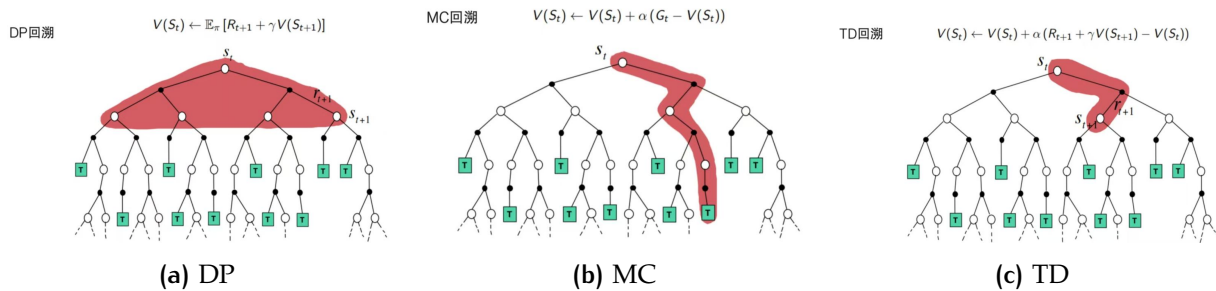 DP回溯
V(S_t) ← 𝔼_π [R_{t+1} + γV(S_{t+1})]
s_t
r_{t+1}
s_{t+1}
T T T T T T
T T T T T
(a) DP
MC回溯
V(S_t) ← V(S_t) + α (G_t − V(S_t))
s_t
T T T T T
T T T T T
(b) MC
TD回溯
V(S_t) ← V(S_t) + α (R_{t+1} + γV(S_{t+1}) − V(S_t))
s_t
r_{t+1}
s_{t+1}
T T T T T
T T T T T
(c) TD